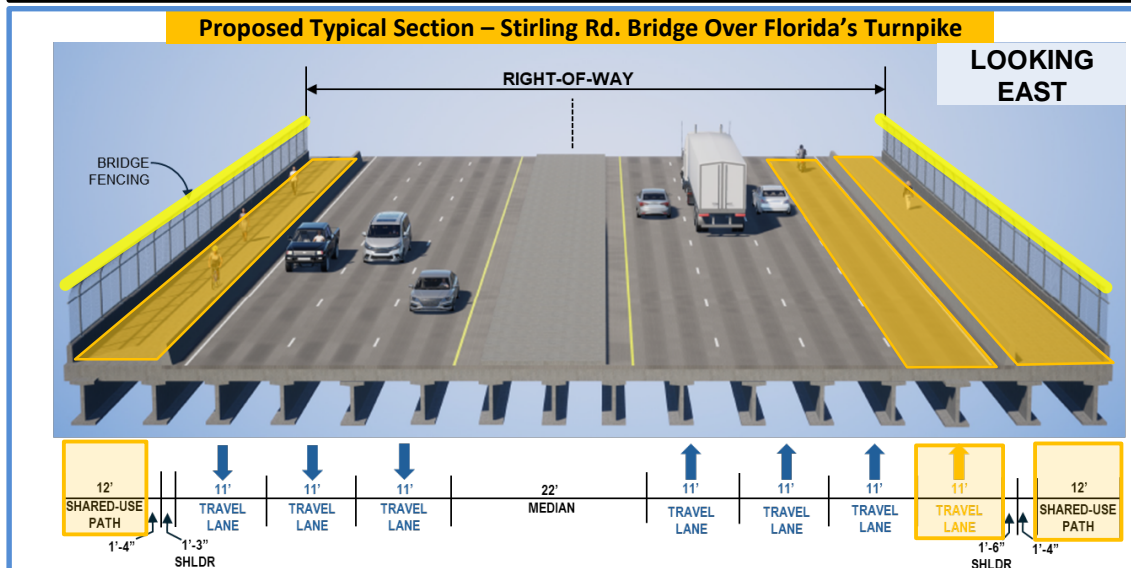 Proposed Typical Section – Stirling Rd. Bridge Over Florida's Turnpike
LOOKING
EAST
RIGHT-OF-WAY
BRIDGE
FENCING
12'
SHARED-USE
PATH
1'-4"
1'-3"
SHLDR
11'
TRAVEL
LANE
11'
TRAVEL
LANE
11'
TRAVEL
LANE
22'
MEDIAN
11'
TRAVEL
LANE
11'
TRAVEL
LANE
11'
TRAVEL
LANE
11'
TRAVEL
LANE
1'-6"
SHLDR
1'-4"
12'
SHARED-USE
PATH